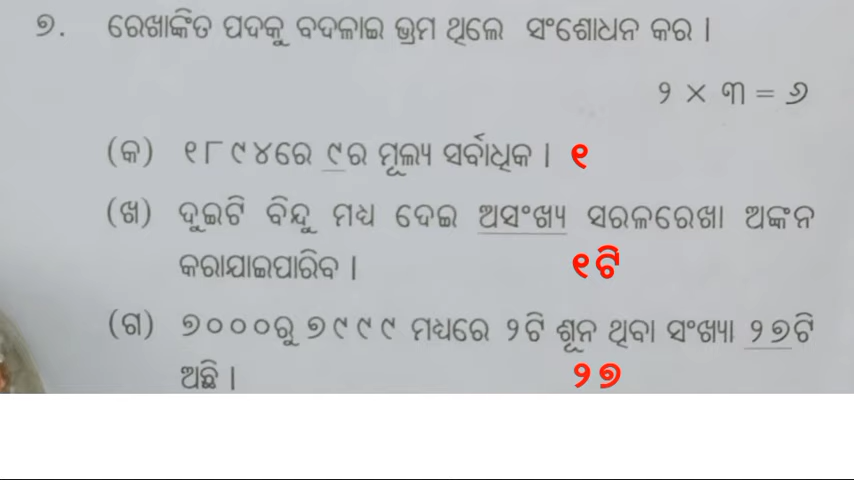 ୭. ରେଖାଙ୍କିତ ପଦକୁ ବଦଳାଇ ଭ୍ରମ ଥିଲେ ସଂଶୋଧନ କର ।
୨ × ୩ = ୬
(କ) ୧୮୯୪ରେ ୯ର ମୂଲ୍ୟ ସର୍ବାଧିକ । ୧
(ଖ) ଦୁଇଟି ବିନ୍ଦୁ ମଧ୍ୟ ଦେଇ ଅସଂଖ୍ୟ ସରଳରେଖା ଅଙ୍କନ
କରାଯାଇପାରିବ । ୧ଟି
(ଗ) ୭୦୦୦ରୁ ୭୯୯୯ ମଧ୍ୟରେ ୨ଟି ଶୂନ ଥିବା ସଂଖ୍ୟା ୨୭ଟି
ଅଛି । ୨୭